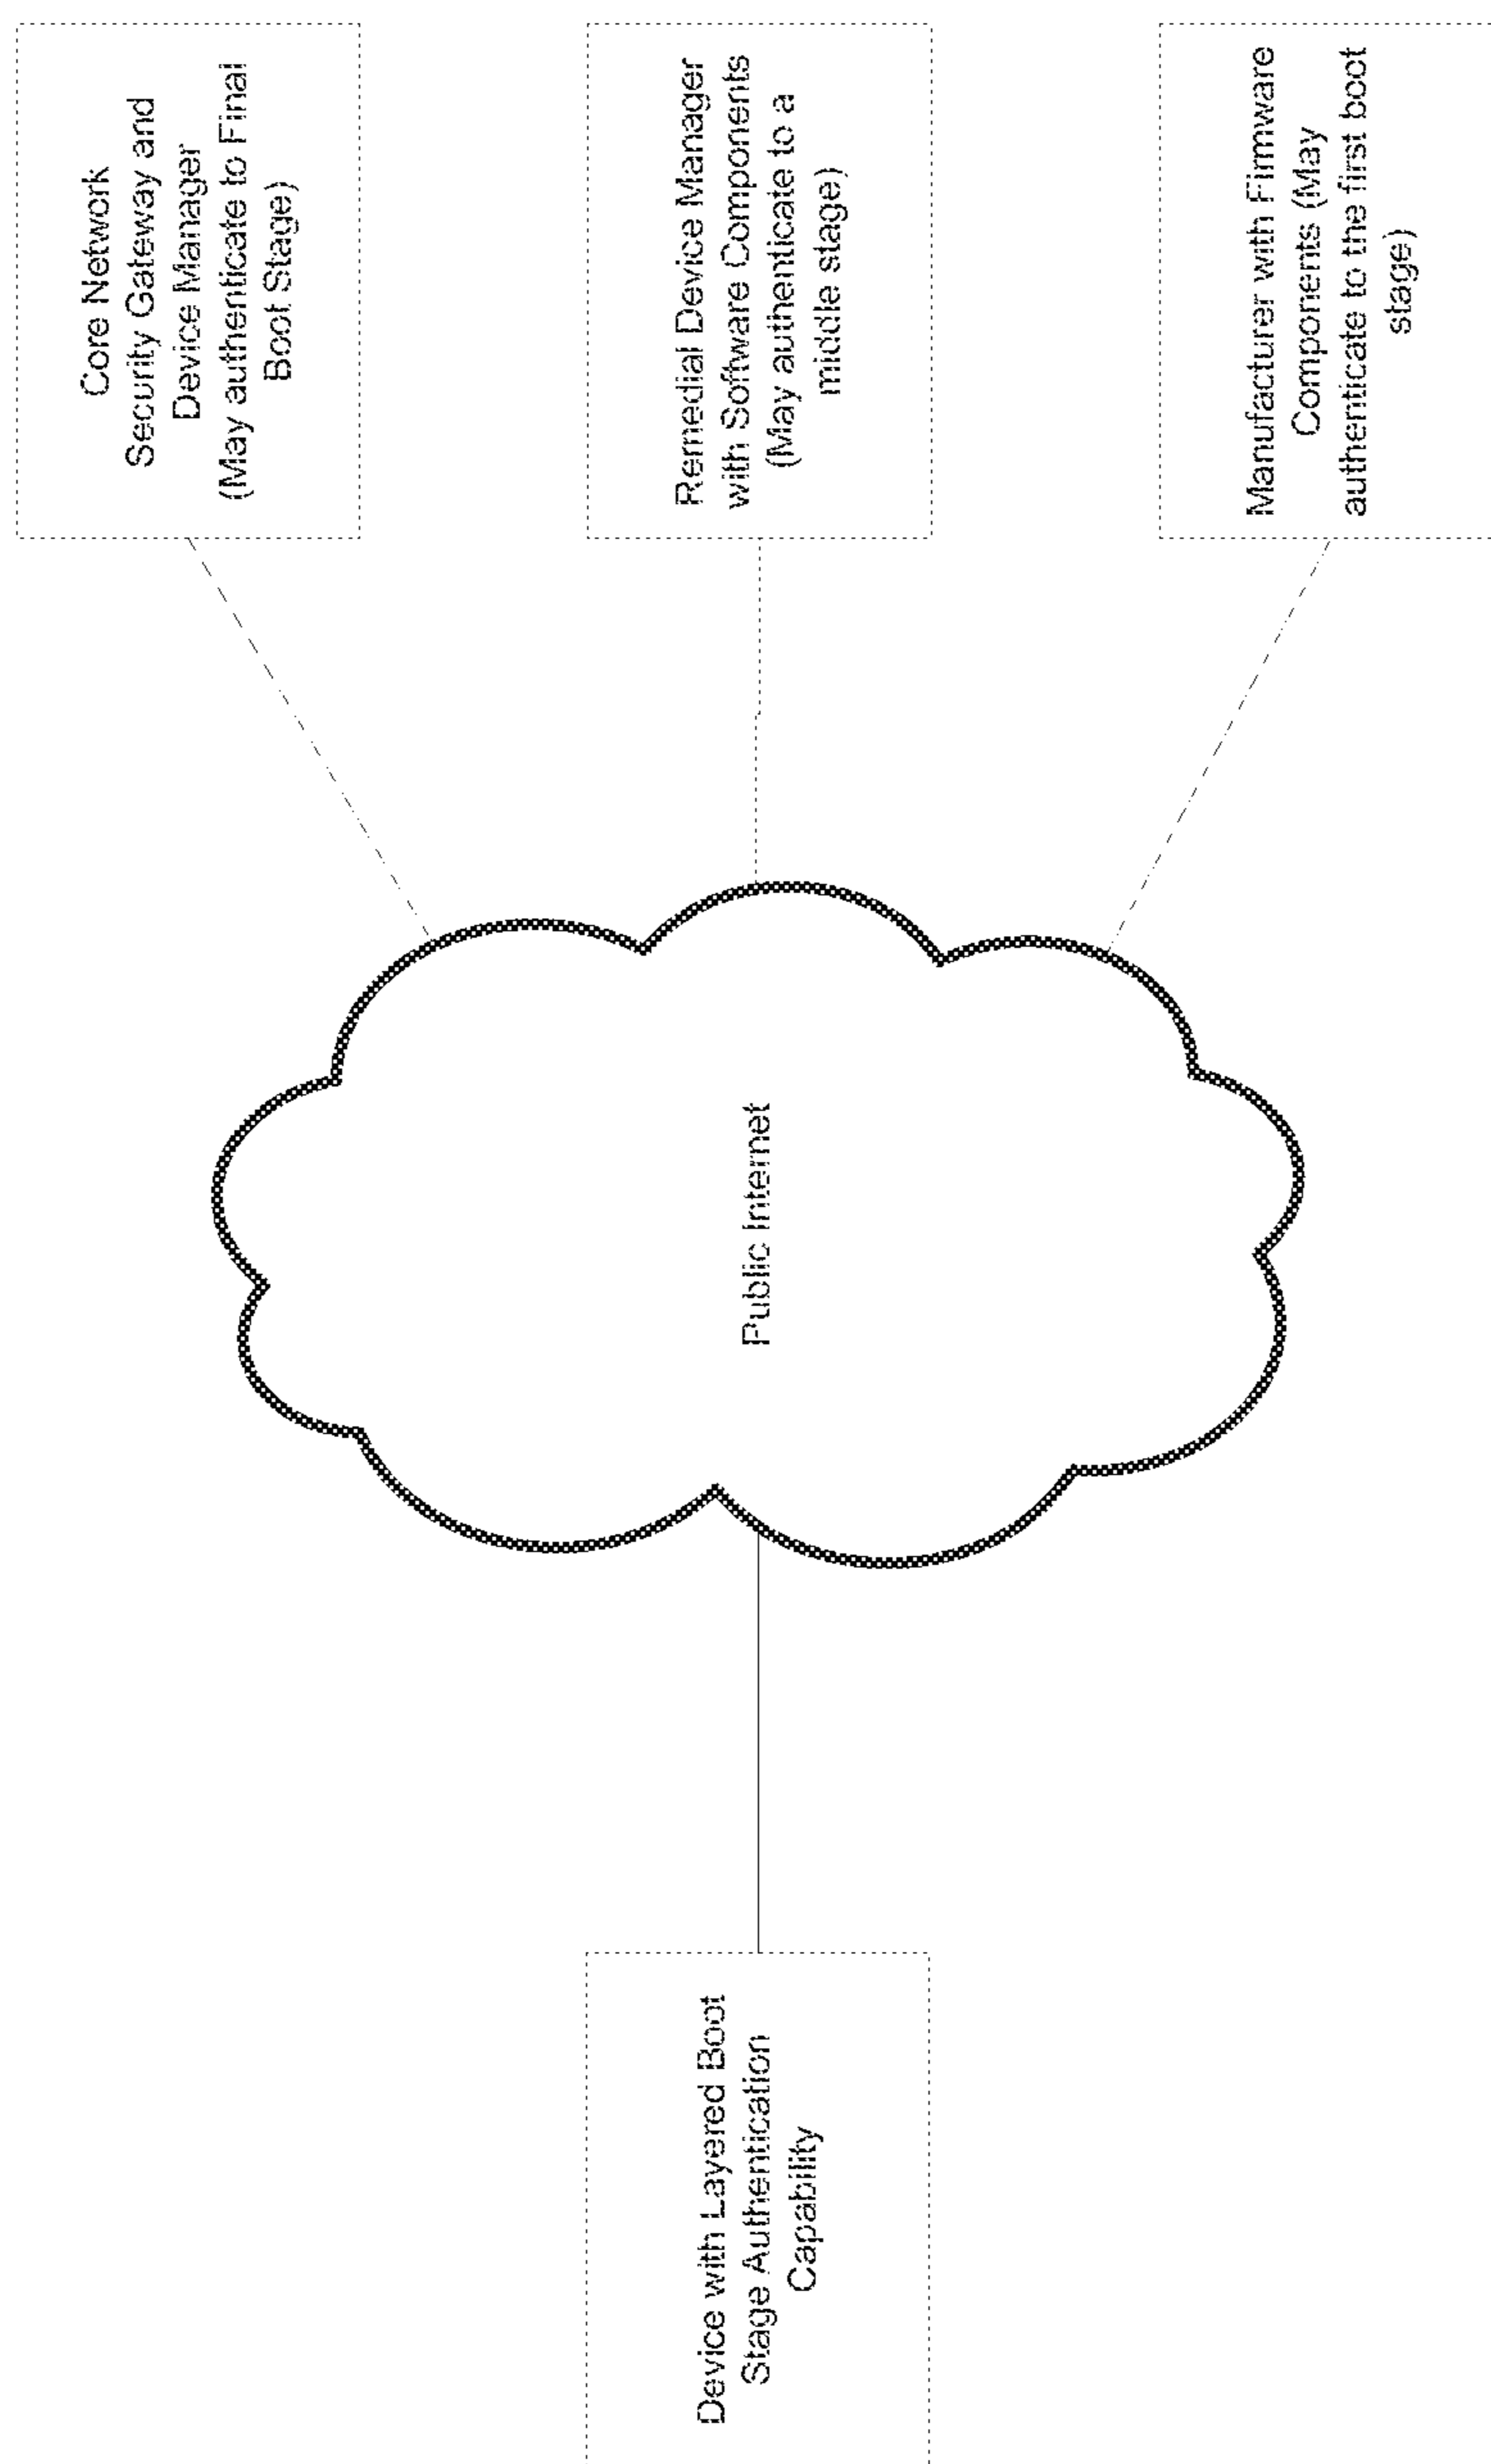 Core Network
Security Gateway and
Device Manager
(May authenticate to Final
Boot Stage)
Remedial Device Manager
with Software Components
(May authenticate to a
middle stage)
Manufacturer with Firmware
Components (May
authenticate to the first boot
stage)
Public Internet
Device with Layered Boot
Stage Authentication
Capability